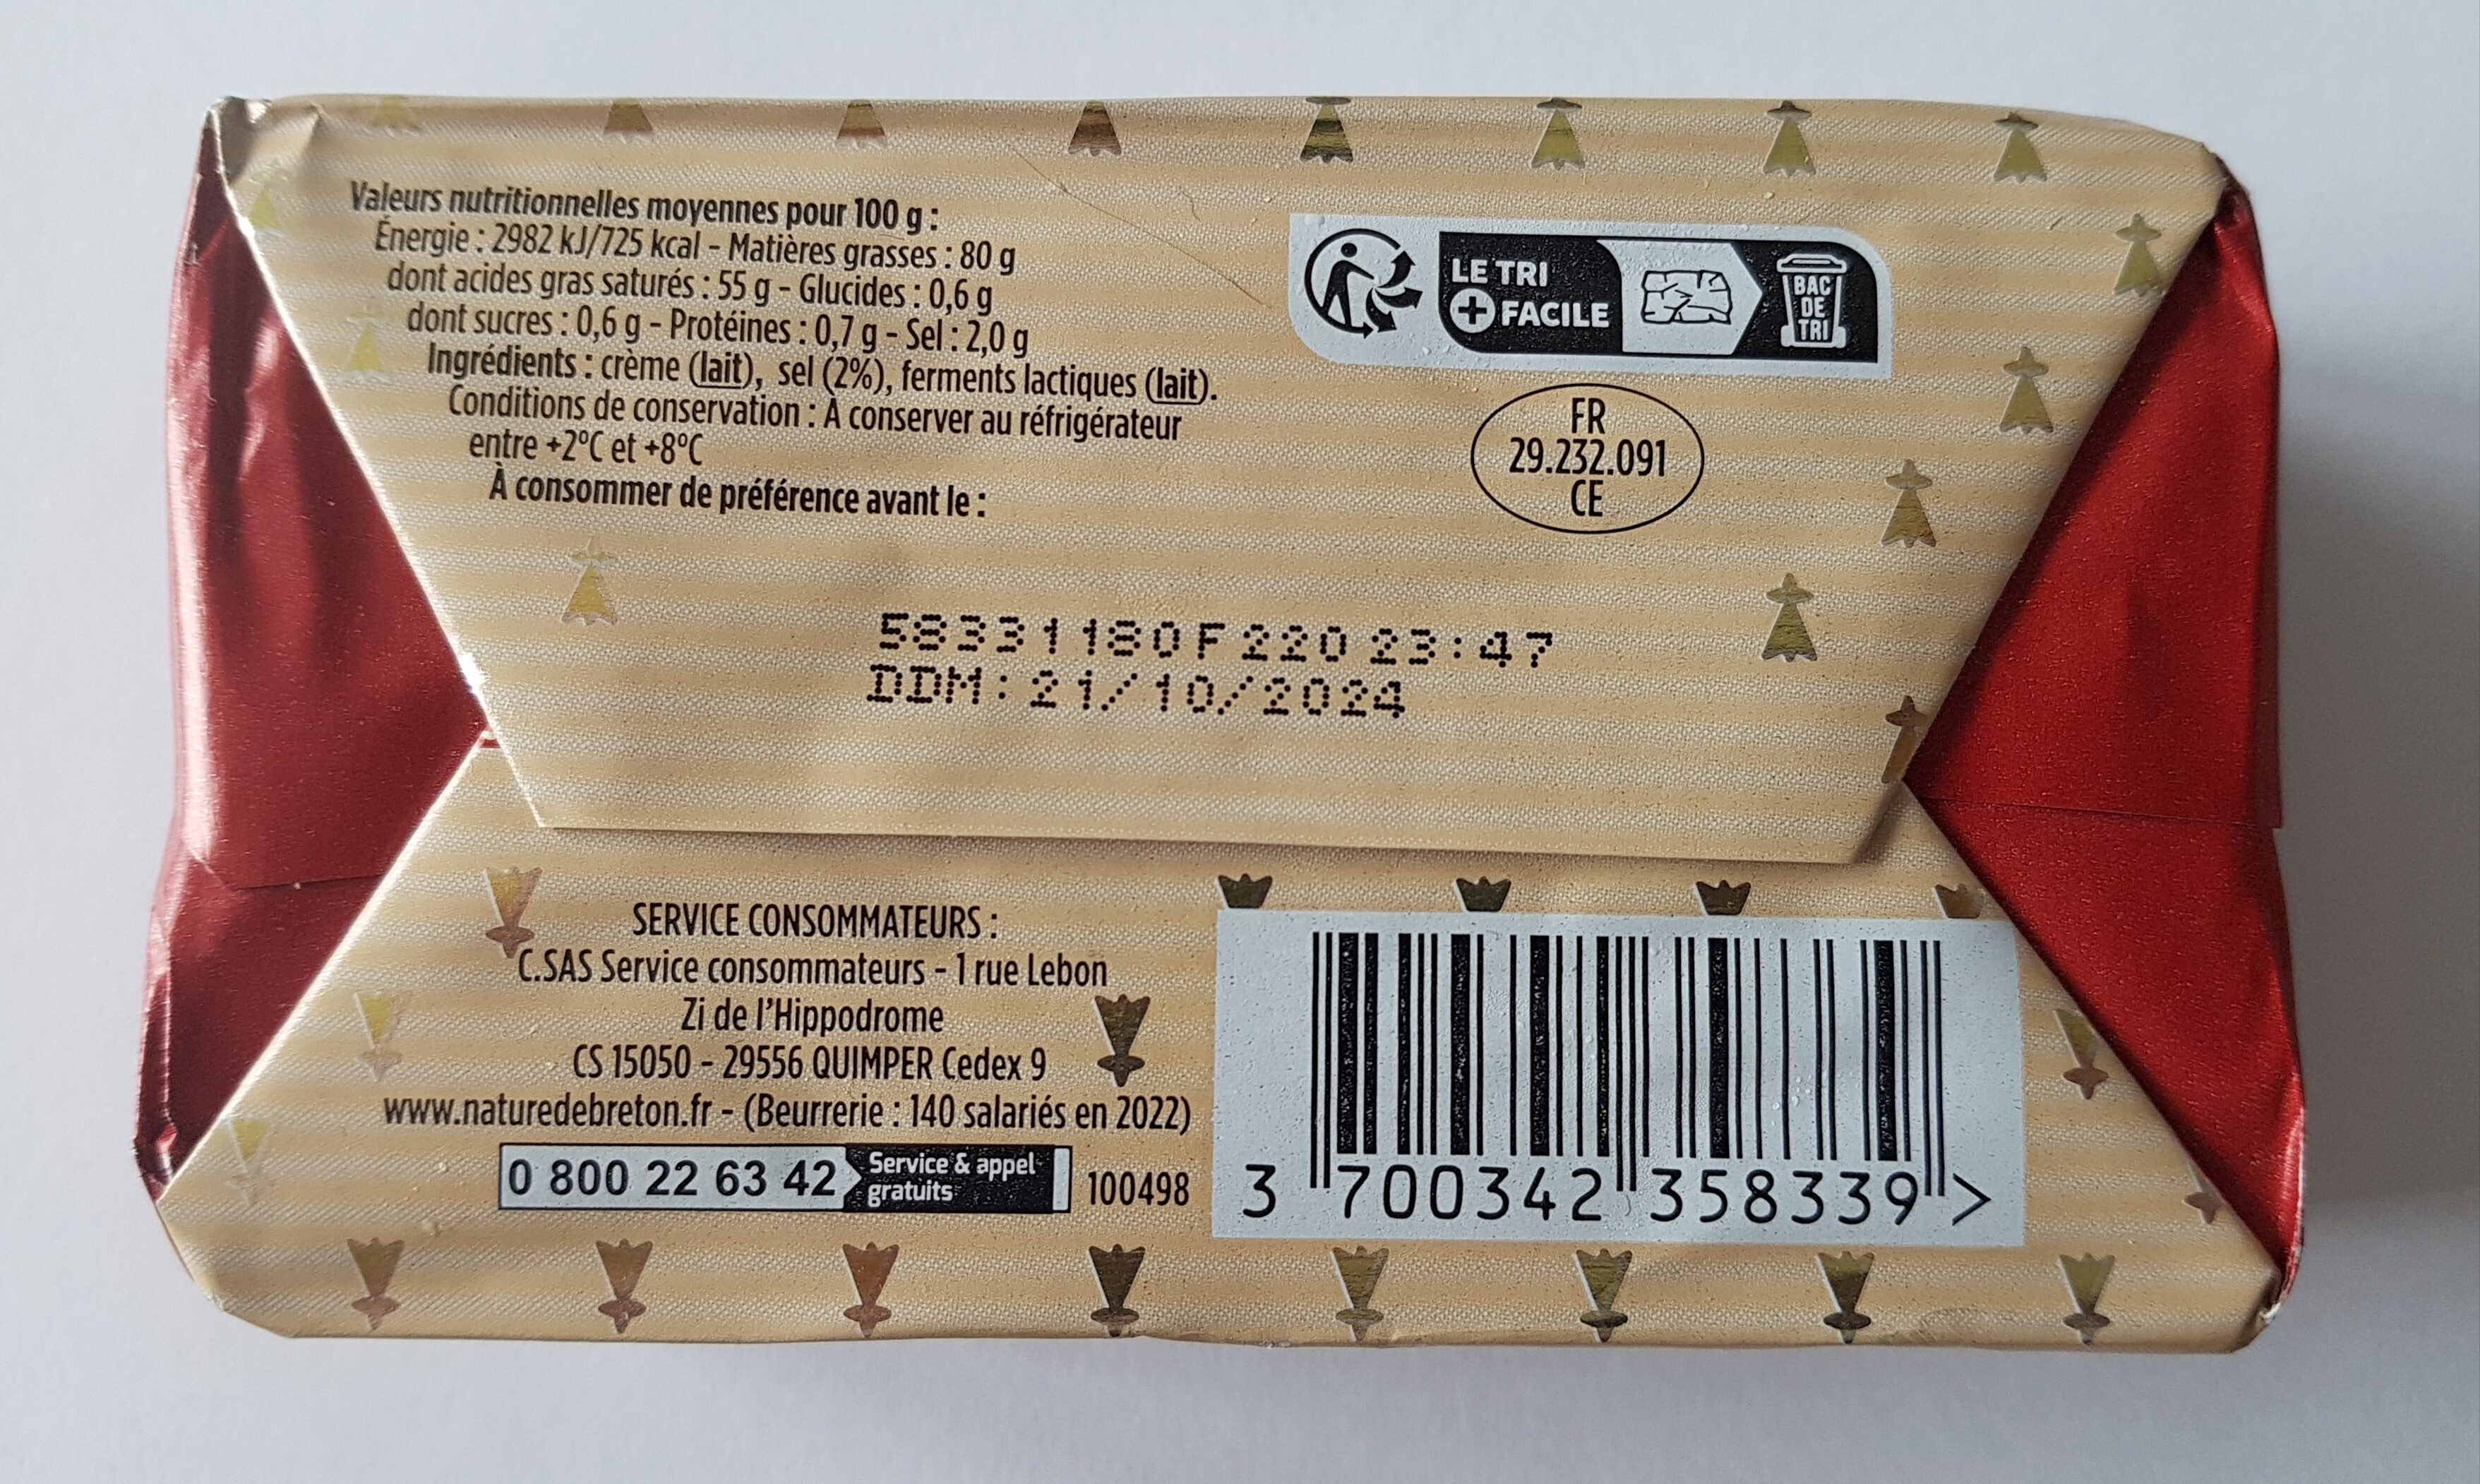 Valeurs nutritionnelles moyennes pour 100 g :
Énergie : 2982 kJ/725 kcal - Matières grasses : 80 g
dont acides gras saturés : 55 g - Glucides : 0,6 g
dont sucres : 0,6 g - Protéines : 0,7 g - Sel : 2,0 g
Ingrédients : crème (lait), sel (2%), ferments lactiques (lait).
Conditions de conservation : À conserver au réfrigérateur
entre +2°C et +8°C
À consommer de préférence avant le :
LE TRI
+ FACILE
BAC
DE
TRI
FR
29.232.091
CE
58331180F220 23:47
DDM:21/10/2024
SERVICE CONSOMMATEURS :
C.SAS Service consommateurs - 1 rue Lebon
Zi de l'Hippodrome
CS 15050 - 29556 QUIMPER Cedex 9
www.naturedebreton.fr - (Beurrerie : 140 salariés en 2022)
0 800 22 63 42 Service & appel
gratuits
100498
3 700342 358339 >